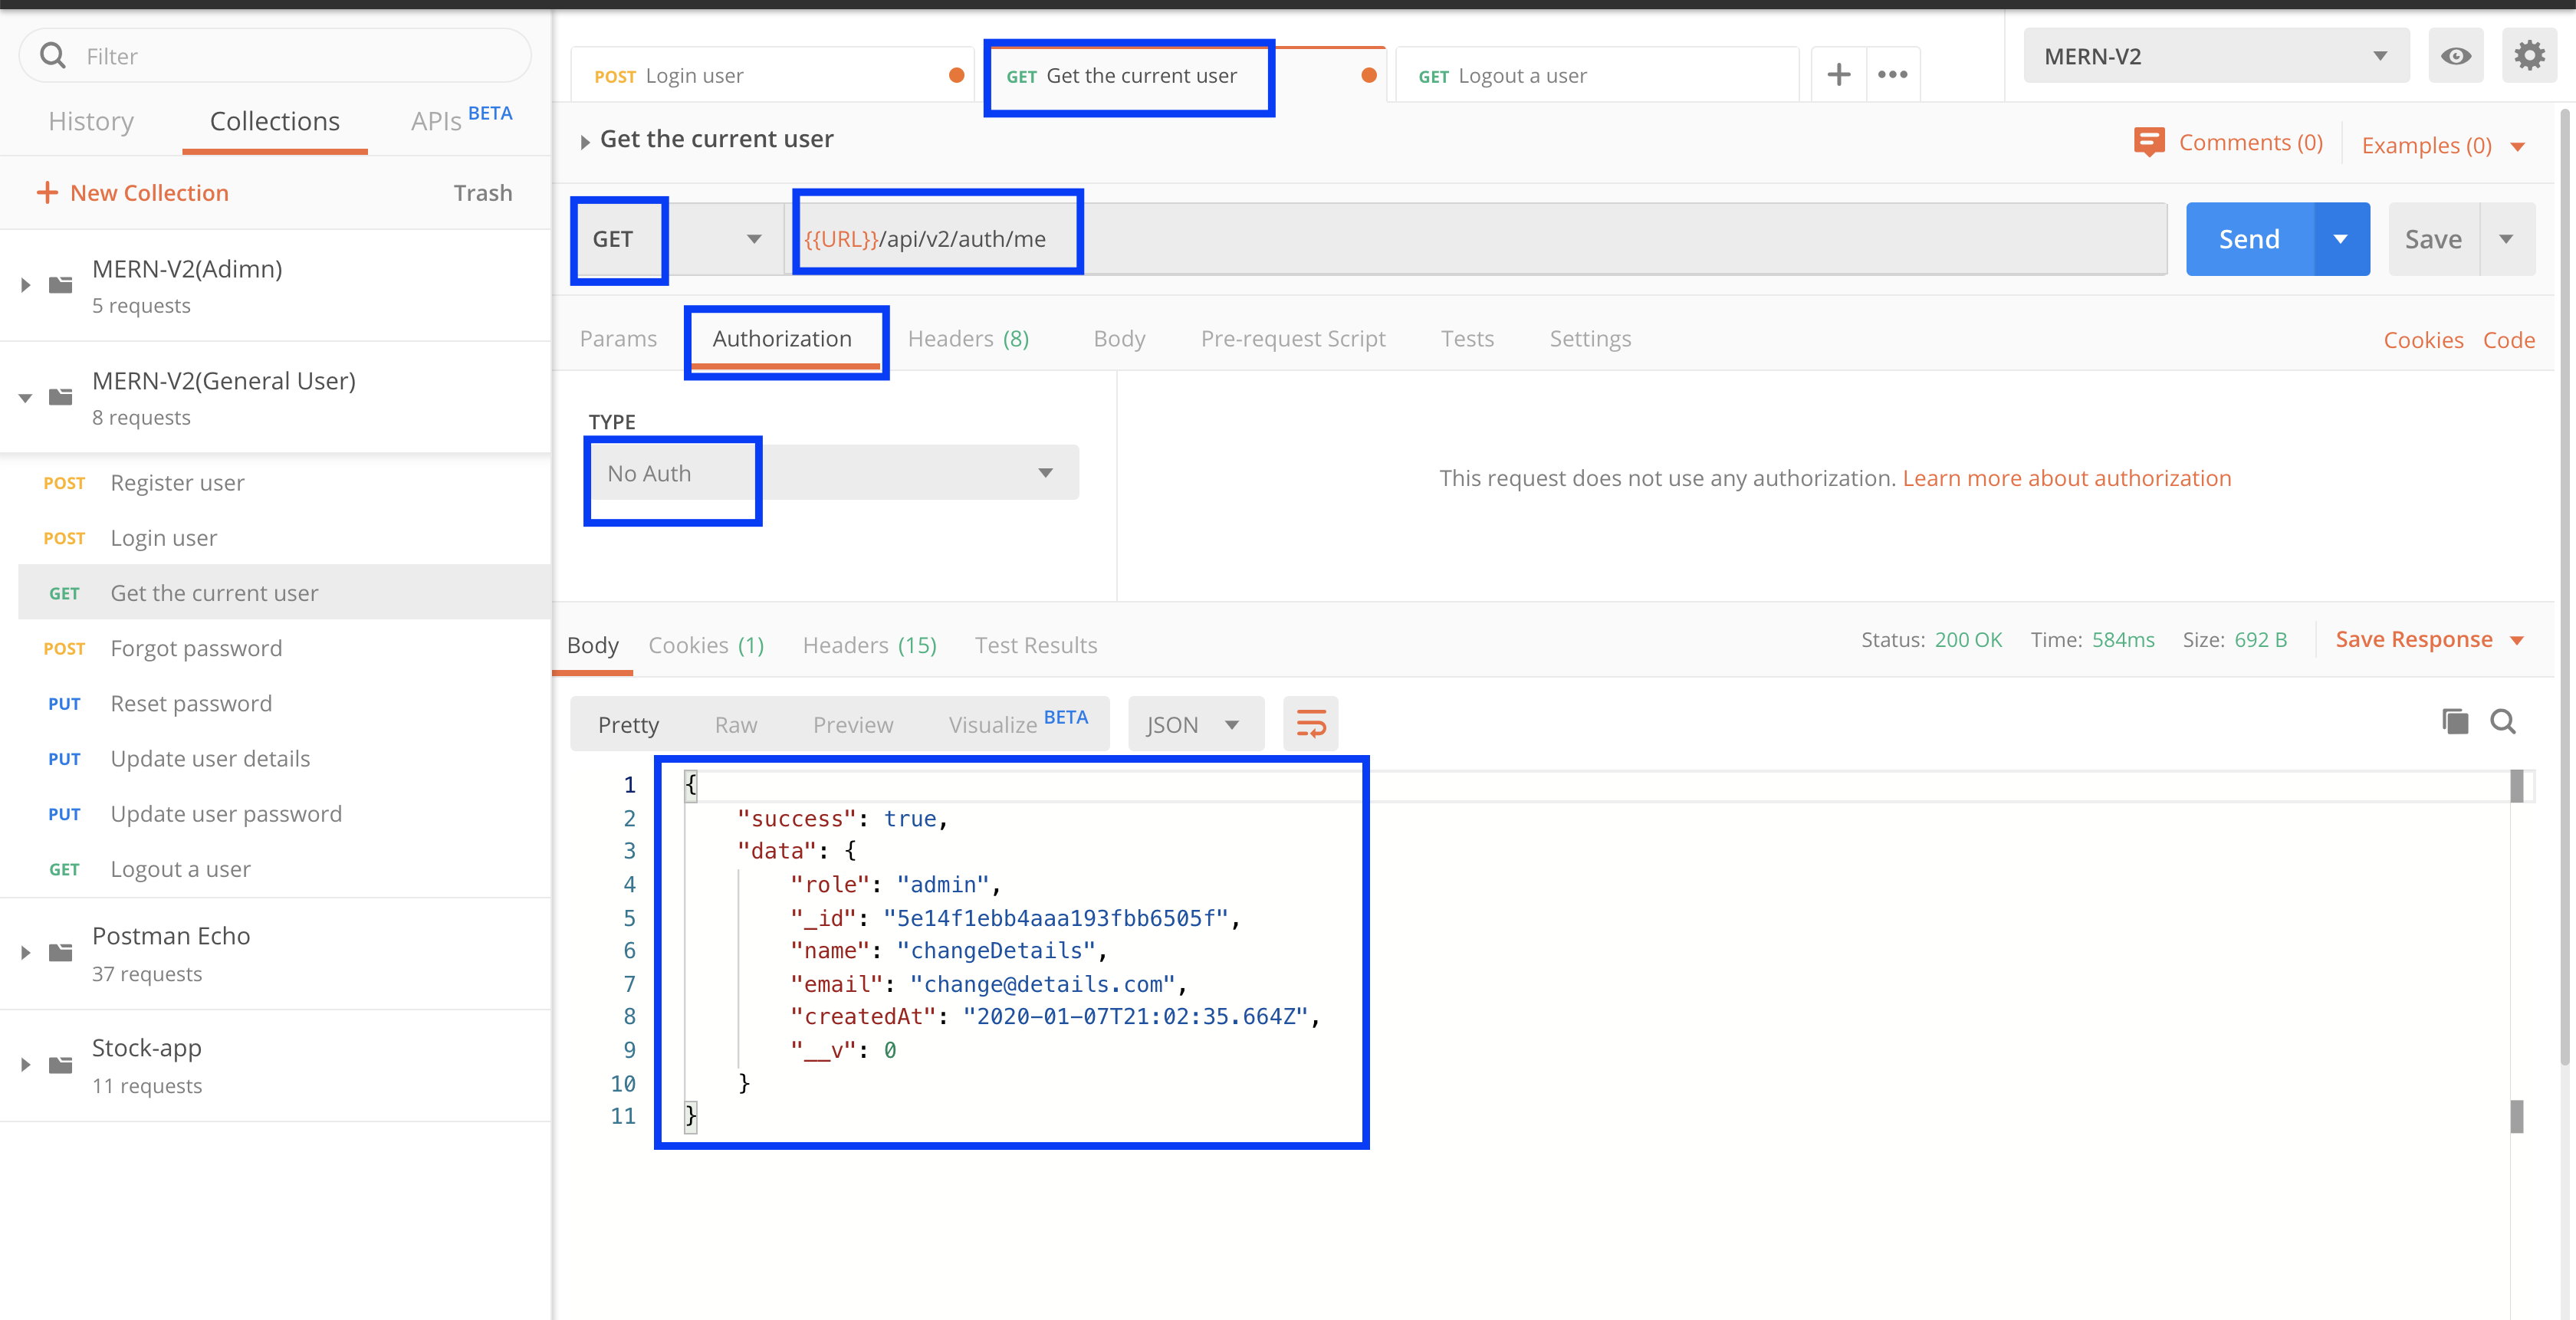 Filter
History Collections APIs BETA
+ New Collection Trash
MERN-V2(Adimn)
5 requests
MERN-V2(General User)
8 requests
POST Register user
POST Login user
GET Get the current user
POST Forgot password
PUT Reset password
PUT Update user details
PUT Update user password
GET Logout a user
Postman Echo
37 requests
Stock-app
11 requests
POST Login user GET Get the current user GET Logout a user + ••• MERN-V2
Get the current user Comments (0) Examples (0)
GET {{URL}}/api/v2/auth/me Send Save
Params Authorization Headers (8) Body Pre-request Script Tests Settings Cookies Code
TYPE
No Auth
This request does not use any authorization. Learn more about authorization
Body Cookies (1) Headers (15) Test Results Status: 200 OK Time: 584ms Size: 692 B Save Response
Pretty Raw Preview Visualize BETA JSON
1 {
2 "success": true,
3 "data": {
4 "role": "admin",
5 "_id": "5e14f1ebb4aaa193fbb6505f",
6 "name": "changeDetails",
7 "email": "change@details.com",
8 "createdAt": "2020-01-07T21:02:35.664Z",
9 "__v": 0
10 }
11 }